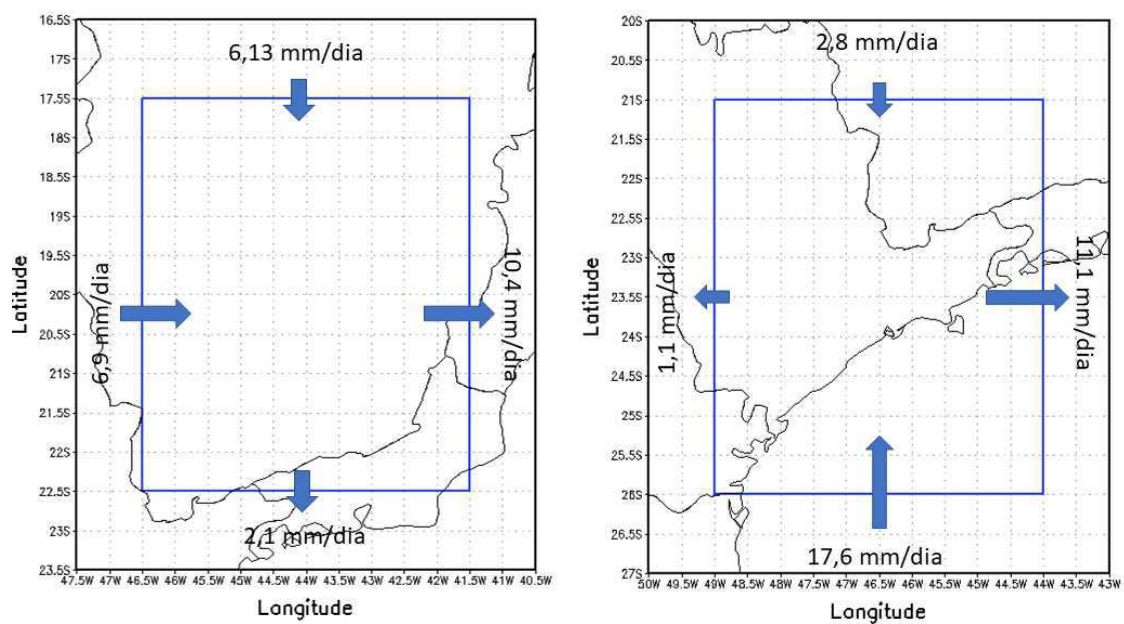 16.5S
17S
17.5S
18S
18.5S
19S
19.5S
20S
20.5S
21S
21.5S
22S
22.5S
23S
23.5S
47.5W 47W 46.5W 46W 45.5W 45W 44.5W 44W 43.5W 43W 42.5W 42W 41.5W 41W 40.5W
Latitude
Longitude
6,13 mm/dia
6,9 mm/dia
10,4 mm/dia
2,1 mm/dia
20S
20.5S
21S
21.5S
22S
22.5S
23S
23.5S
24S
24.5S
25S
25.5S
26S
26.5S
27S
50W 49.5W 49W 48.5W 48W 47.5W 47W 46.5W 46W 45.5W 45W 44.5W 44W 43.5W 43W
Latitude
Longitude
2,8 mm/dia
1,1 mm/dia
11,1 mm/dia
17,6 mm/dia